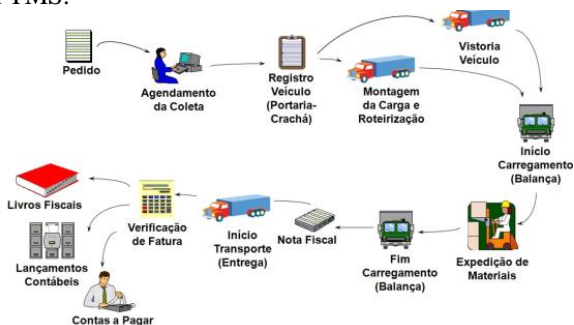 TMS.
Pedido
Agendamento
da Coleta
Registro
Veículo
(Portaria-
Crachá)
Montagem
da Carga e
Roteirização
Vistoria
Veículo
Início
Carregamento
(Balança)
Expedição de
Materiais
Fim
Carregamento
(Balança)
Nota Fiscal
Início
Transporte
(Entrega)
Verificação
de Fatura
Livros Fiscais
Lançamentos
Contábeis
Contas a Pagar